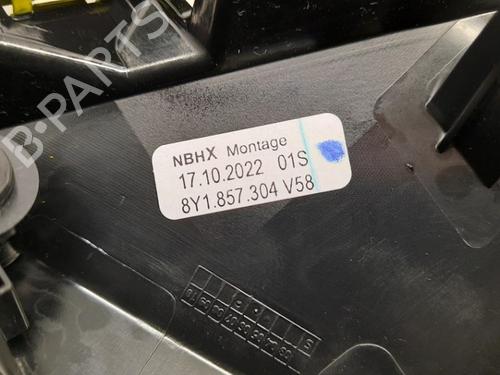 B-PARTS
NBHX Montage
17.10.2022 01S
8Y1.857.304 V58